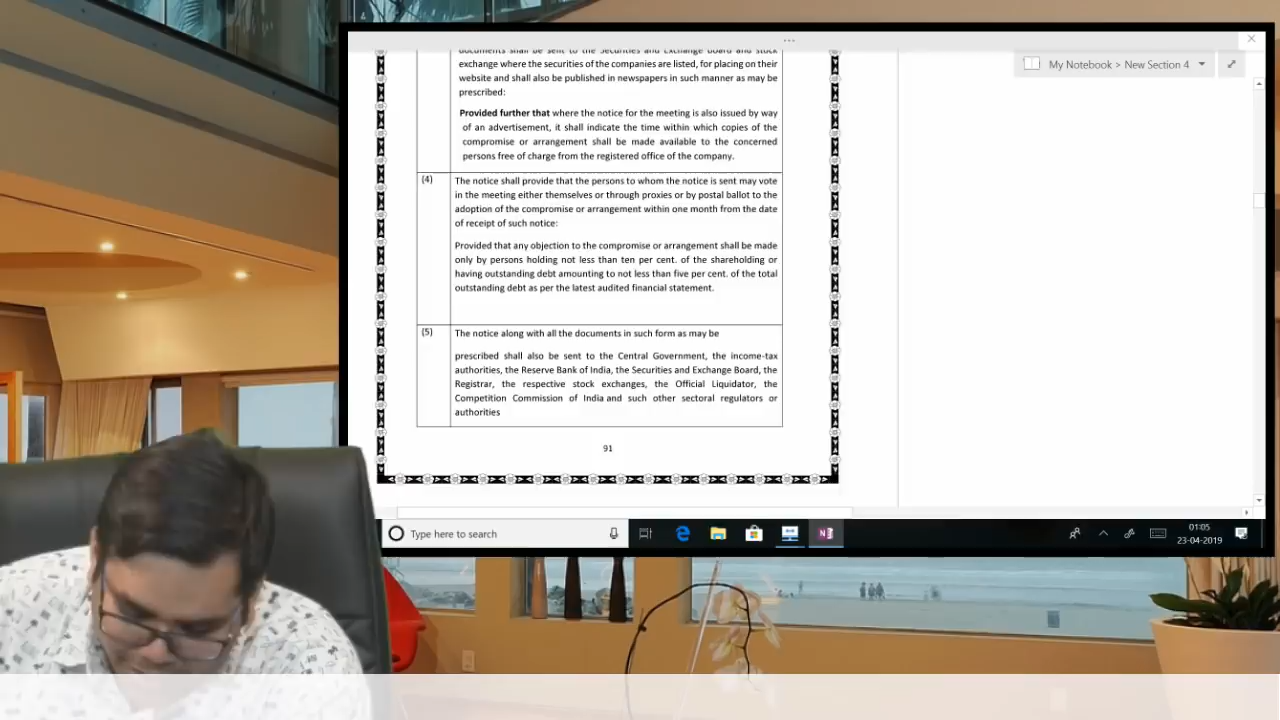 documents shall be sent to the Securities and Exchange Board and stock
exchange where the securities of the companies are listed, for placing on their
website and shall also be published in newspapers in such manner as may be
prescribed:
Provided further that where the notice for the meeting is also issued by way
of an advertisement, it shall indicate the time within which copies of the
compromise or arrangement shall be made available to the concerned
persons free of charge from the registered office of the company.
(4) The notice shall provide that the persons to whom the notice is sent may vote
in the meeting either themselves or through proxies or by postal ballot to the
adoption of the compromise or arrangement within one month from the date
of receipt of such notice:
Provided that any objection to the compromise or arrangement shall be made
only by persons holding not less than ten per cent. of the shareholding or
having outstanding debt amounting to not less than five per cent. of the total
outstanding debt as per the latest audited financial statement.
(5) The notice along with all the documents in such form as may be
prescribed shall also be sent to the Central Government, the income-tax
authorities, the Reserve Bank of India, the Securities and Exchange Board, the
Registrar, the respective stock exchanges, the Official Liquidator, the
Competition Commission of India and such other sectoral regulators or
authorities
91
My Notebook > New Section 4
Type here to search
01:05
23-04-2019